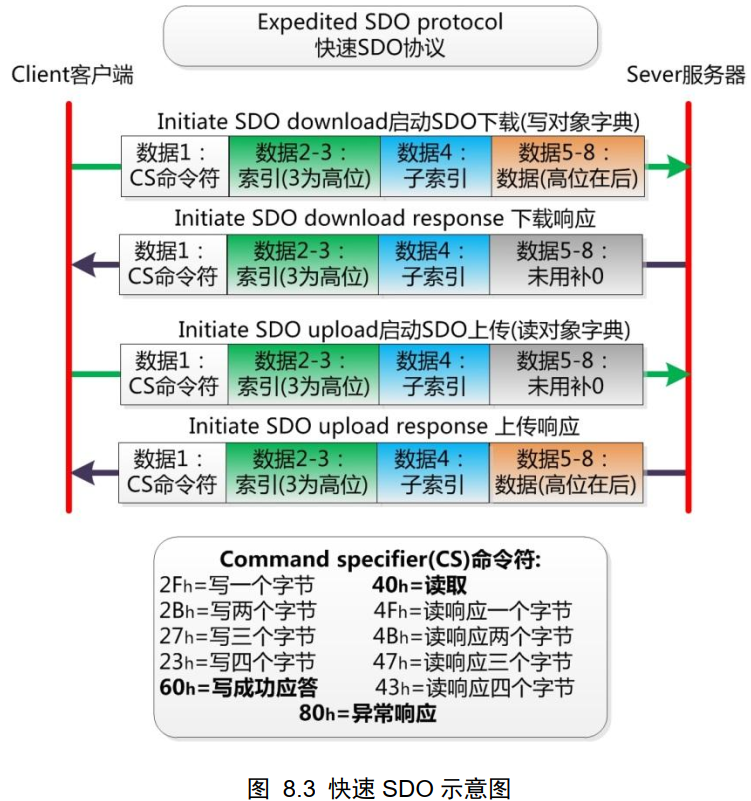 Expedited SDO protocol
快速SDO协议
Client客户端
Sever服务器
Initiate SDO download启动SDO下载(写对象字典)
数据1：
CS命令符
数据2-3：
索引(3为高位)
数据4：
子索引
数据5-8：
数据(高位在后)
Initiate SDO download response 下载响应
数据1：
CS命令符
数据2-3：
索引(3为高位)
数据4：
子索引
数据5-8：
未用补0
Initiate SDO upload启动SDO上传(读对象字典)
数据1：
CS命令符
数据2-3：
索引(3为高位)
数据4：
子索引
数据5-8：
未用补0
Initiate SDO upload response 上传响应
数据1：
CS命令符
数据2-3：
索引(3为高位)
数据4：
子索引
数据5-8：
数据(高位在后)
Command specifier(CS)命令符:
2Fh=写一个字节
40h=读取
2Bh=写两个字节
4Fh=读响应一个字节
27h=写三个字节
4Bh=读响应两个字节
23h=写四个字节
47h=读响应三个字节
60h=写成功应答
43h=读响应四个字节
80h=异常响应
图 8.3 快速 SDO 示意图